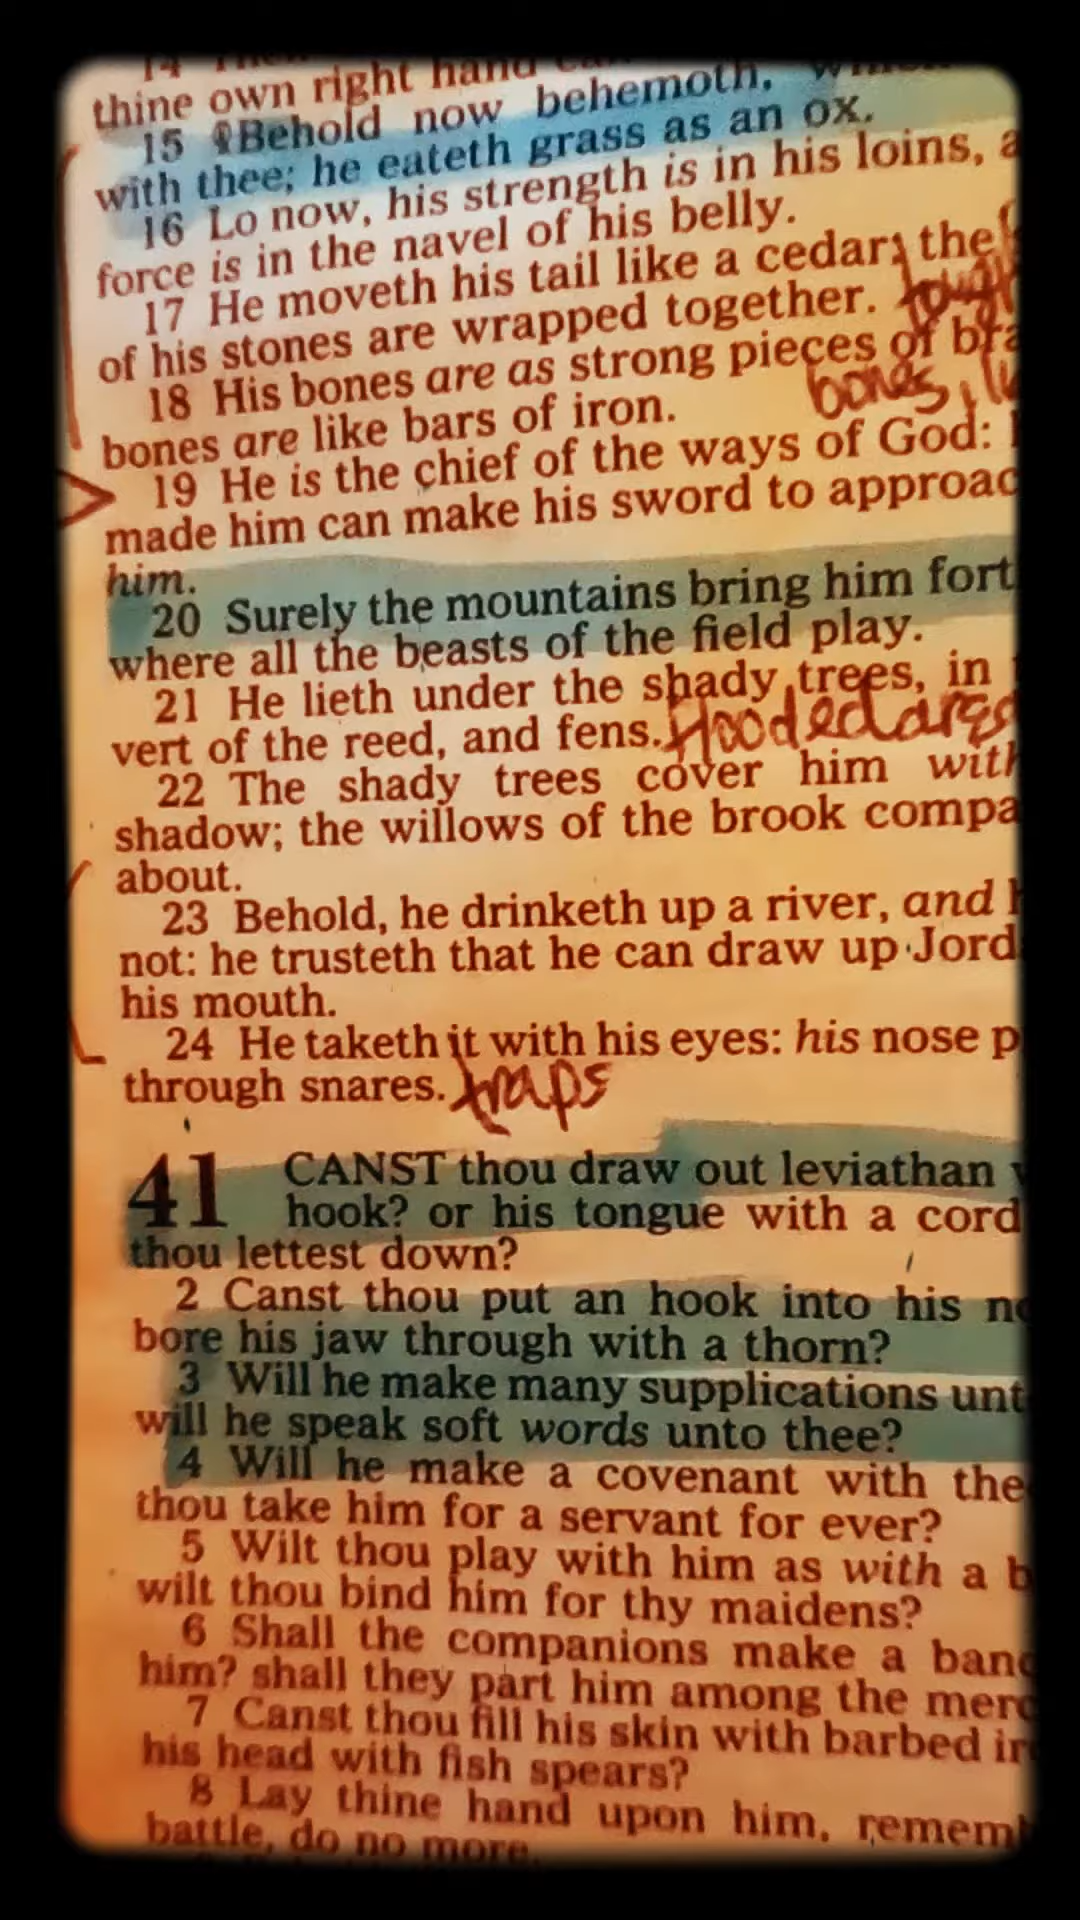 14
thine own right hand
15 Behold now behemoth,
with thee; he eateth grass as an ox.
16 Lo now, his strength is in his loins,
force is in the navel of his belly.
17 He moveth his tail like a cedar: the
of his stones are wrapped together.
18 His bones are as strong pieces of
bones
bones are like bars of iron.
19 He is the chief of the ways of God:
made him can make his sword to
him.
20 Surely the mountains bring him
where all the beasts of the field play.
21 He lieth under the shady trees, in
vert of the reed, and fens. flooded
22 The shady trees cover him with
shadow; the willows of the brook
about.
23 Behold, he drinketh up a river, and
not: he trusteth that he can draw up Jord
his mouth.
24 He taketh it with his eyes: his nose p
through snares. traps
41 CANST thou draw out leviathan
hook? or his tongue with a cord
thou lettest down?
2 Canst thou put an hook into his
bore his jaw through with a thorn?
3 Will he make many supplications unt
will he speak soft words unto thee?
4 Will he make a covenant with the
thou take him for a servant for ever?
5 Wilt thou play with him as with a b
wilt thou bind him for thy maidens?
6 Shall the companions make a
him? shall they part him among the
7 Canst thou fill his skin with barbed
his head with fish spears?
8 Lay thine hand upon him,
battle, do no more.